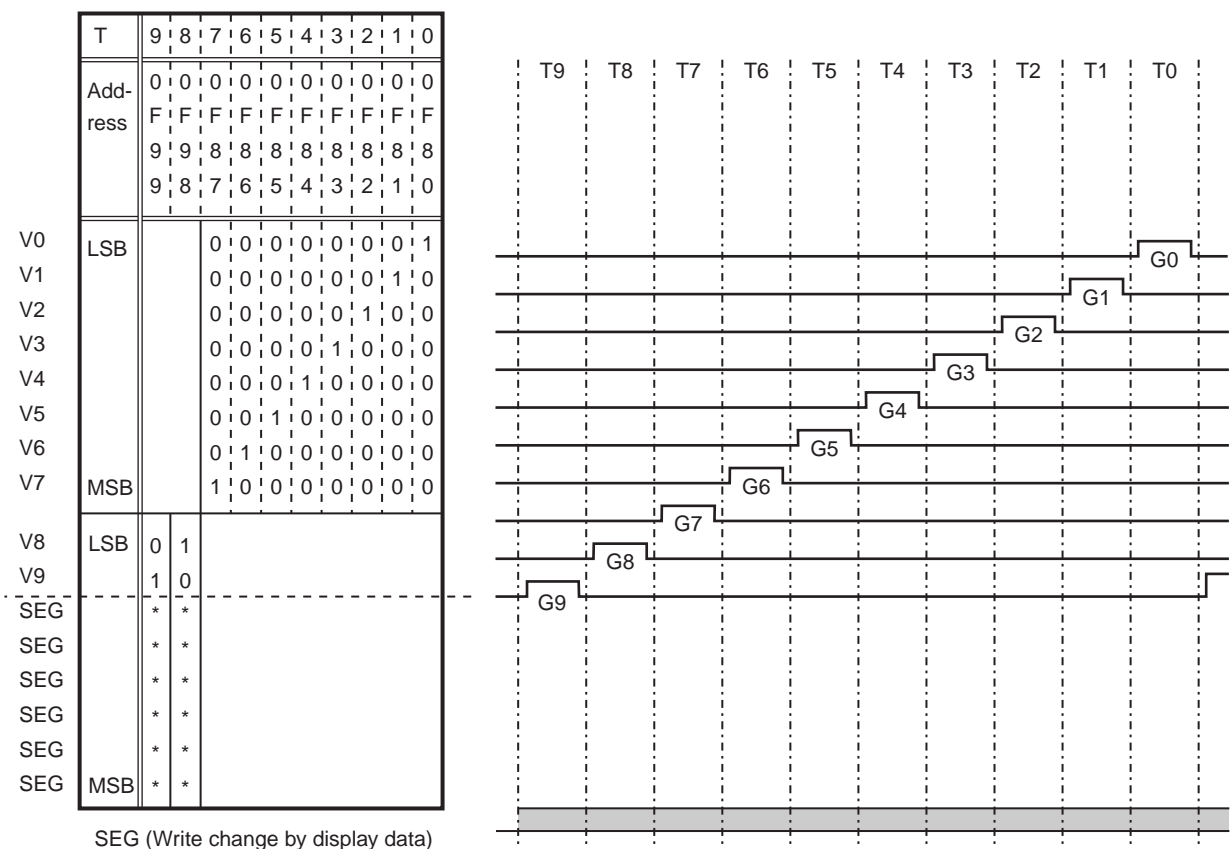 T 9 8 7 6 5 4 3 2 1 0
Add-
ress
0 0 0 0 0 0 0 0 0 0
F F F F F F F F F F
9 9 8 8 8 8 8 8 8 8
9 8 7 6 5 4 3 2 1 0
V0 LSB 0 0 0 0 0 0 0 1
V1 0 0 0 0 0 0 1 0
V2 0 0 0 0 0 1 0 0
V3 0 0 0 0 1 0 0 0
V4 0 0 0 1 0 0 0 0
V5 0 0 1 0 0 0 0 0
V6 0 1 0 0 0 0 0 0
V7 MSB 1 0 0 0 0 0 0 0
V8 LSB 0 1
V9 1 0
SEG * *
SEG * *
SEG * *
SEG * *
SEG * *
SEG MSB * *
SEG (Write change by display data)
T9 T8 T7 T6 T5 T4 T3 T2 T1 T0
G0
G1
G2
G3
G4
G5
G6
G7
G8
G9